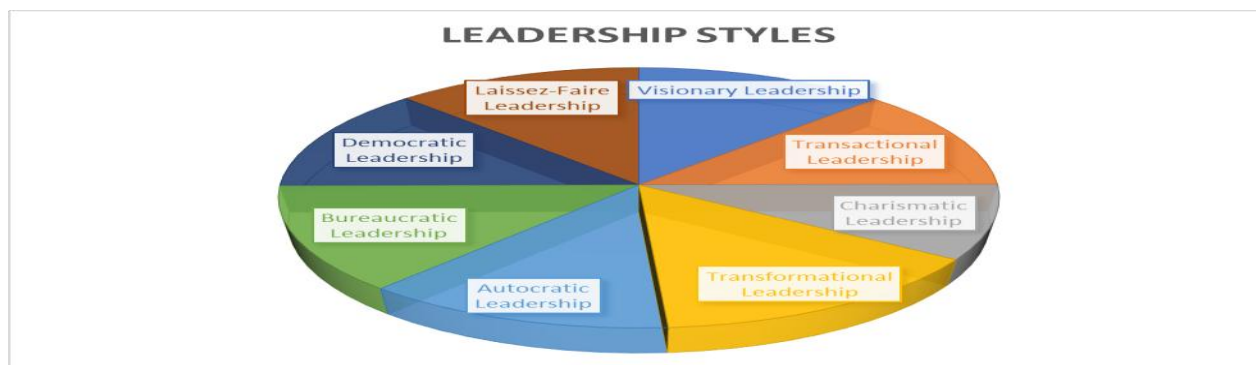 LEADERSHIP STYLES
Laissez-Faire
Leadership
Visionary Leadership
Democratic
Leadership
Transactional
Leadership
Charismatic
Leadership
Bureaucratic
Leadership
Transformational
Leadership
Autocratic
Leadership